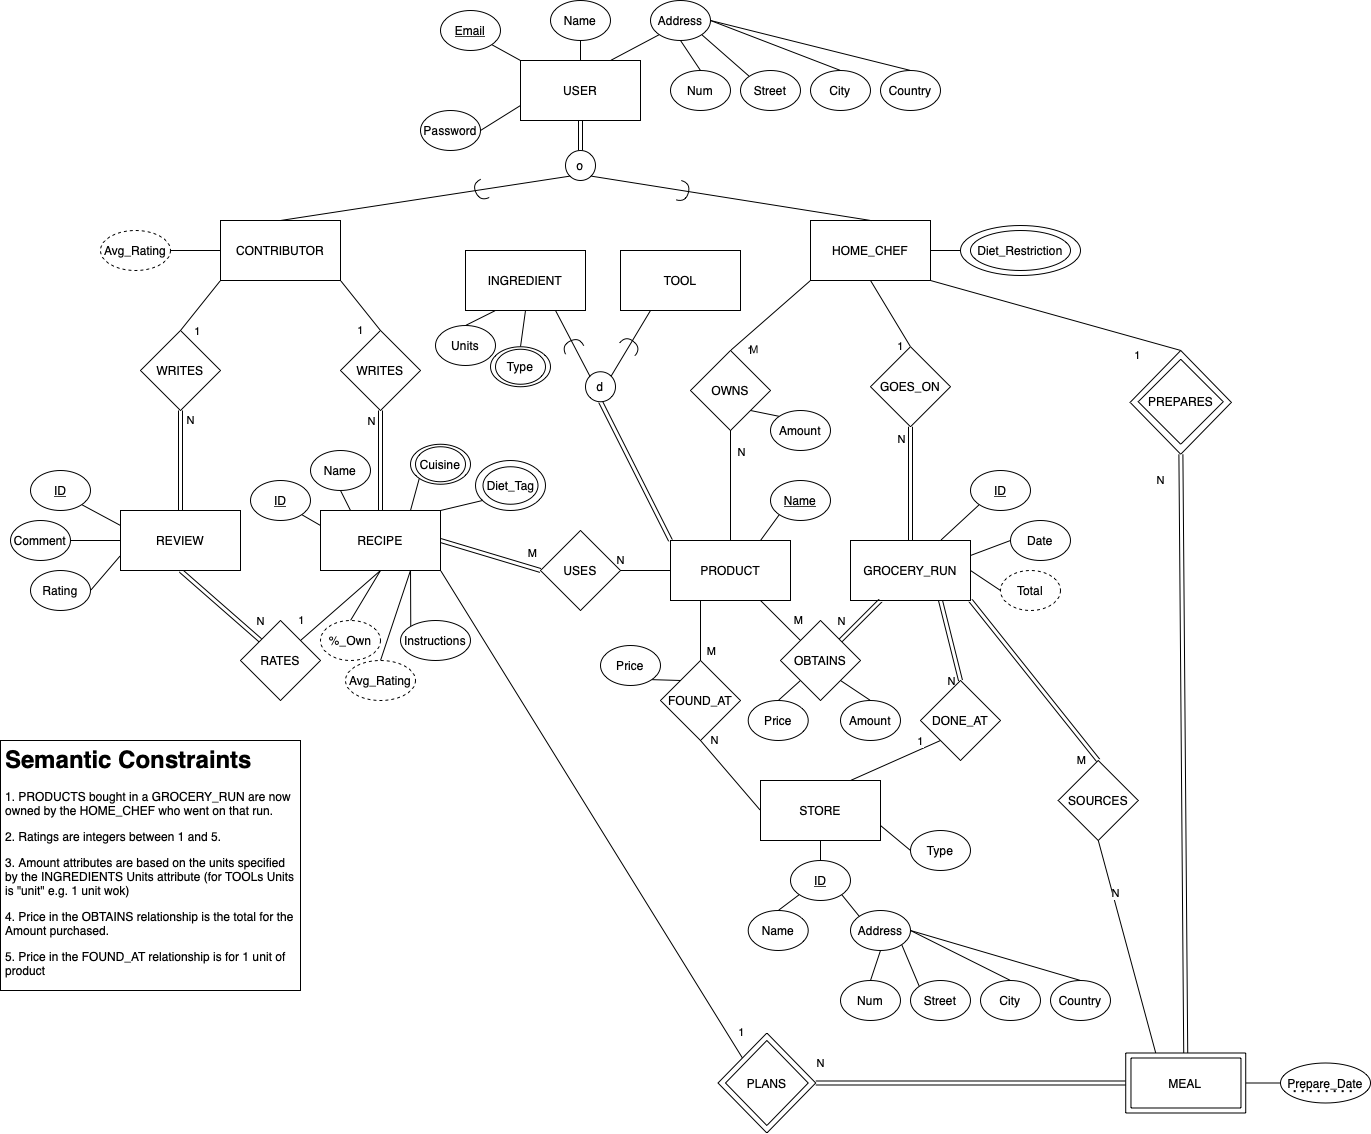 Name
Address
Email
USER
Num
Street
City
Country
Password
o
CONTRIBUTOR
Avg_Rating
HOME_CHEF
Diet_Restriction
INGREDIENT
TOOL
1
1
Units
Type
d
M
1
1
WRITES
WRITES
OWNS
GOES_ON
PREPARES
N
N
Amount
N
N
N
Name
Cuisine
Diet_Tag
ID
ID
Name
ID
Comment
REVIEW
RECIPE
M
USES
N
PRODUCT
GROCERY_RUN
Date
Total
Rating
N
1
%_Own
Instructions
M
N
RATES
Avg_Rating
Price
M
OBTAINS
FOUND_AT
N
Price
Amount
DONE_AT
N
1
M
SOURCES
STORE
Type
ID
N
Name
Address
Num
Street
City
Country
Semantic Constraints
1. PRODUCTS bought in a GROCERY_RUN are now
owned by the HOME_CHEF who went on that run.
2. Ratings are integers between 1 and 5.
3. Amount attributes are based on the units specified
by the INGREDIENTS Units attribute (for TOOLs Units
is "unit" e.g. 1 unit wok)
4. Price in the OBTAINS relationship is the total for the
Amount purchased.
5. Price in the FOUND_AT relationship is for 1 unit of
product
1
N
PLANS
MEAL
Prepare_Date